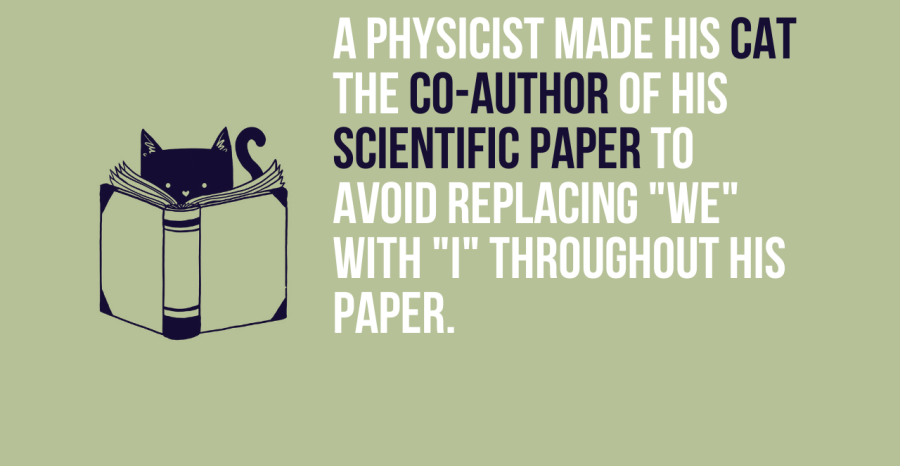 A PHYSICIST MADE HIS CAT
THE CO-AUTHOR OF HIS
SCIENTIFIC PAPER TO
AVOID REPLACING "WE"
WITH "I" THROUGHOUT HIS
PAPER.